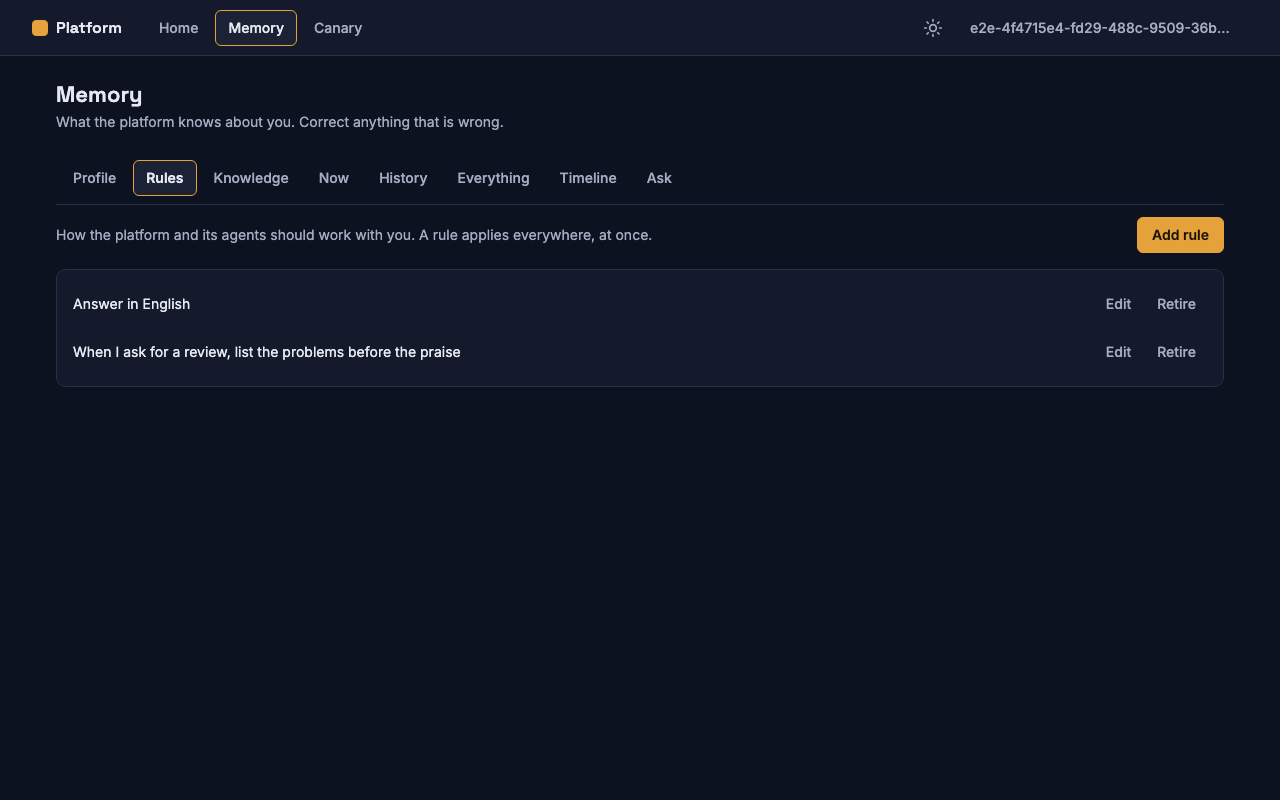 Platform
Home
Memory
Canary
e2e-4f4715e4-fd29-488c-9509-36b...
Memory
What the platform knows about you. Correct anything that is wrong.
Profile
Rules
Knowledge
Now
History
Everything
Timeline
Ask
How the platform and its agents should work with you. A rule applies everywhere, at once.
Add rule
Answer in English
Edit
Retire
When I ask for a review, list the problems before the praise
Edit
Retire